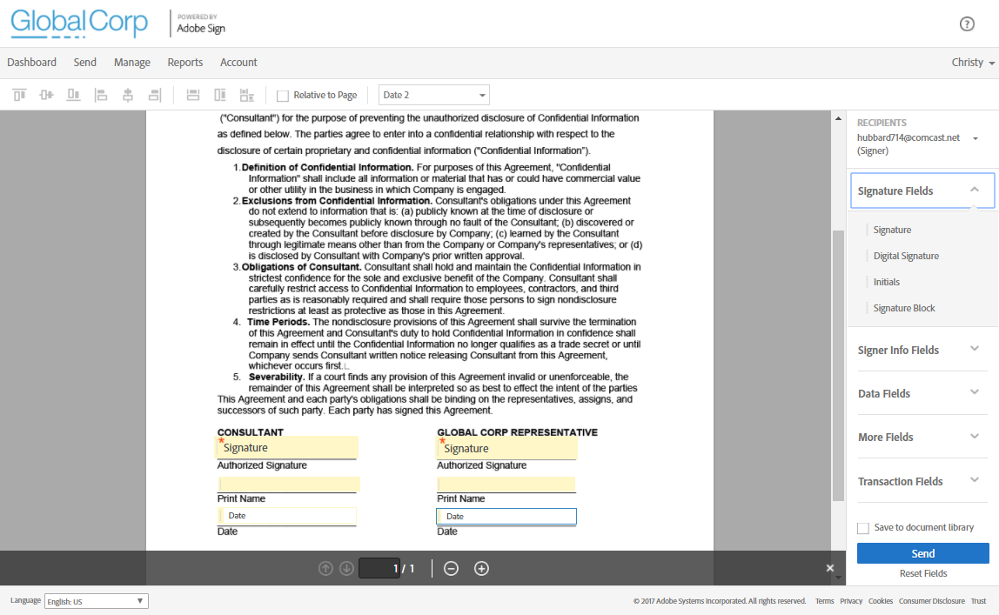 GlobalCorp
POWERED BY
Adobe Sign
?
Dashboard Send Manage Reports Account
Christy
Relative to Page
Date 2
("Consultant") for the purpose of preventing the unauthorized disclosure of Confidential Information
as defined below. The parties agree to enter into a confidential relationship with respect to the
disclosure of certain proprietary and confidential information ("Confidential Information").
1. Definition of Confidential Information. For purposes of this Agreement, "Confidential
Information" shall include all information or material that has or could have commercial value
or other utility in the business in which Company is engaged.
2. Exclusions from Confidential Information. Consultant's obligations under this Agreement
do not extend to information that is: (a) publicly known at the time of disclosure or
subsequently becomes publicly known through no fault of the Consultant; (b) discovered or
created by the Consultant before disclosure by Company; (c) learned by the Consultant
through legitimate means other than from the Company or Company's representatives; or (d)
is disclosed by Consultant with Company's prior written approval.
3. Obligations of Consultant. Consultant shall hold and maintain the Confidential Information in
strictest confidence for the sole and exclusive benefit of the Company. Consultant shall
carefully restrict access to Confidential Information to employees, contractors, and third
parties as is reasonably required and shall require those persons to sign nondisclosure
restrictions at least as protective as those in this Agreement.
4. Time Periods. The nondisclosure provisions of this Agreement shall survive the termination
of this Agreement and Consultant's duty to hold Confidential Information in confidence shall
remain in effect until the Confidential Information no longer qualifies as a trade secret or until
Company sends Consultant written notice releasing Consultant from this Agreement,
whichever occurs first.
5. Severability. If a court finds any provision of this Agreement invalid or unenforceable, the
remainder of this Agreement shall be interpreted so as best to effect the intent of the parties
This Agreement and each party's obligations shall be binding on the representatives, assigns, and
successors of such party. Each party has signed this Agreement.
CONSULTANT GLOBAL CORP REPRESENTATIVE
* Signature * Signature
Authorized Signature Authorized Signature
Print Name Print Name
Date Date
Date Date
1 / 1
RECIPIENTS
hubbard714@comcast.net
(Signer)
Signature Fields
Signature
Digital Signature
Initials
Signature Block
Signer Info Fields
Data Fields
More Fields
Transaction Fields
Save to document library
Send
Reset Fields
Language English: US
© 2017 Adobe Systems Incorporated. All rights reserved. Terms Privacy Cookies Consumer Disclosure Trust